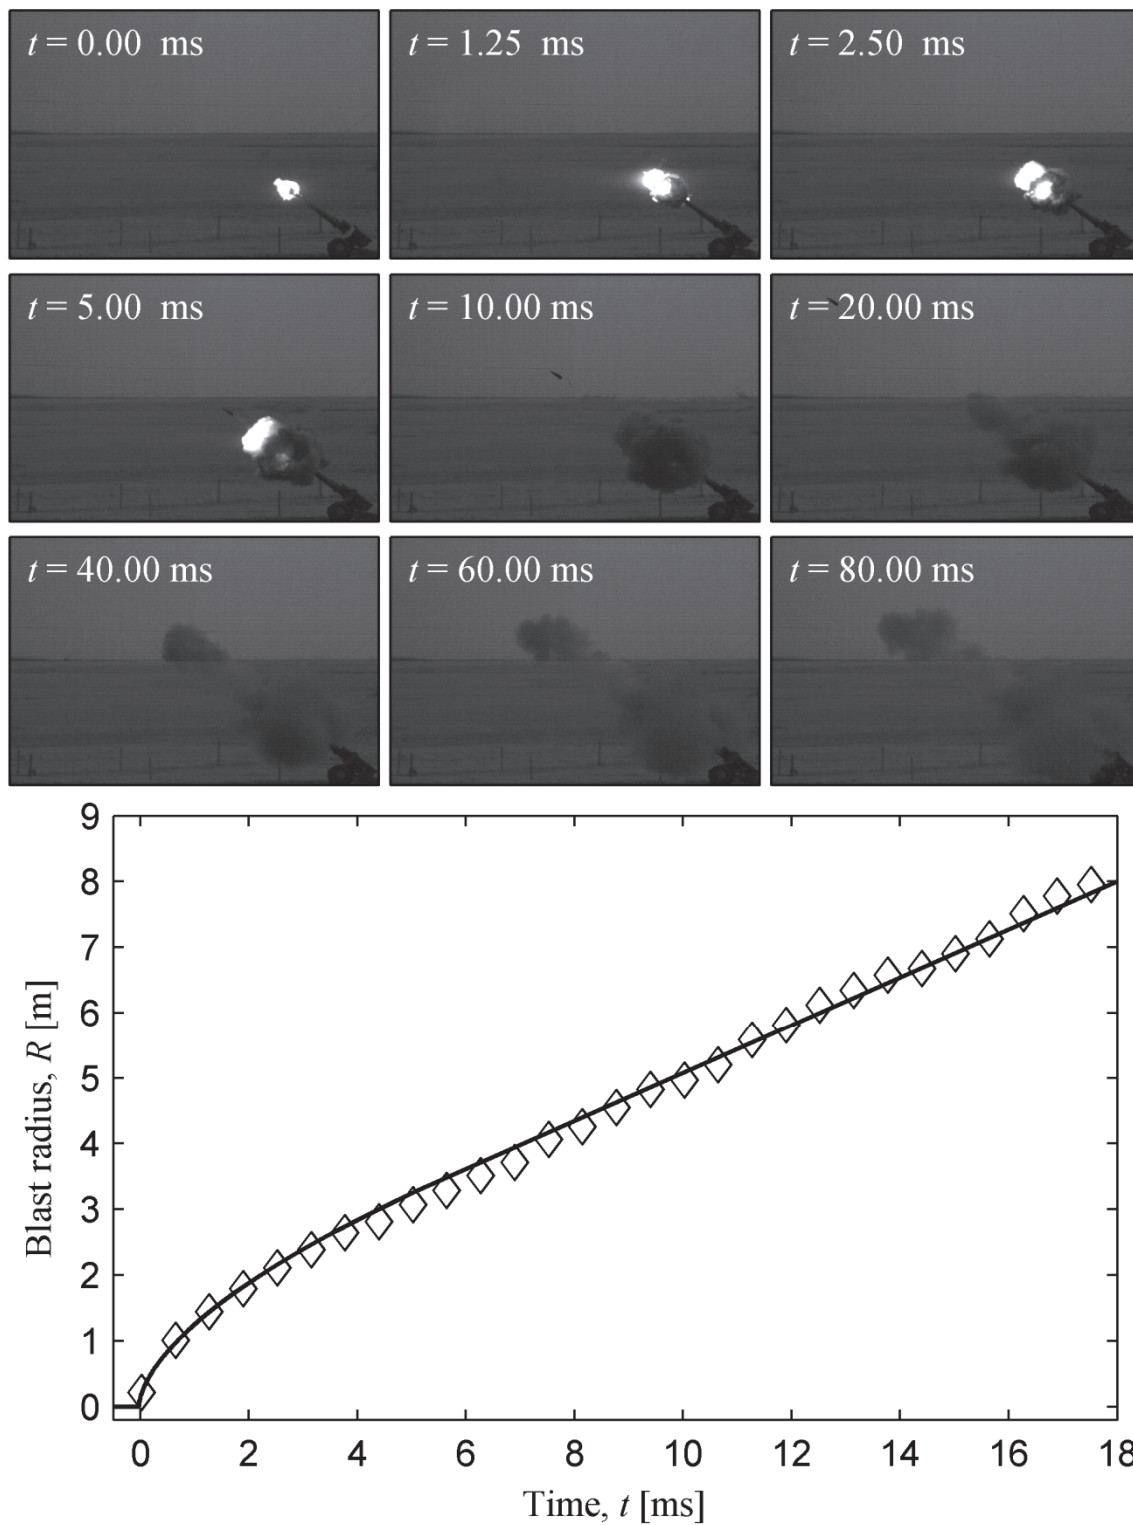 t = 0.00 ms
t = 1.25 ms
t = 2.50 ms
t = 5.00 ms
t = 10.00 ms
t = 20.00 ms
t = 40.00 ms
t = 60.00 ms
t = 80.00 ms
9
8
7
6
5
4
3
2
1
0
Blast radius, R [m]
0 2 4 6 8 10 12 14 16 18
Time, t [ms]